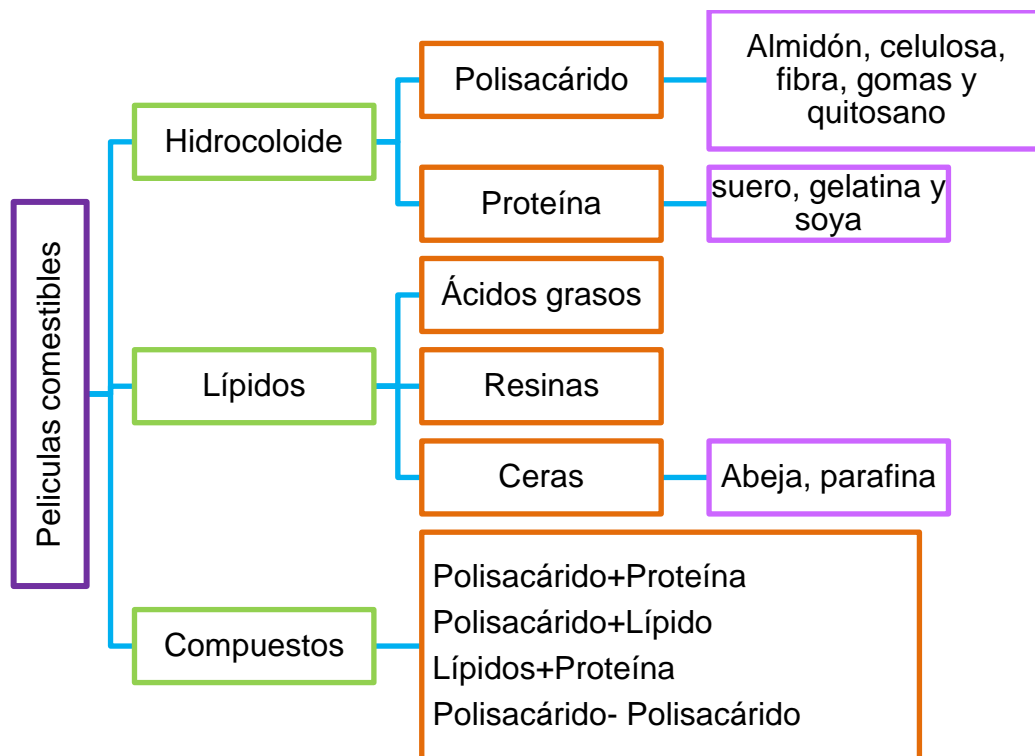 Peliculas comestibles
Hidrocoloide
Polisacárido
Almidón, celulosa,
fibra, gomas y
quitosano
Proteína
suero, gelatina y
soya
Lípidos
Ácidos grasos
Resinas
Ceras
Abeja, parafina
Compuestos
Polisacárido+Proteína
Polisacárido+Lípido
Lípidos+Proteína
Polisacárido- Polisacárido